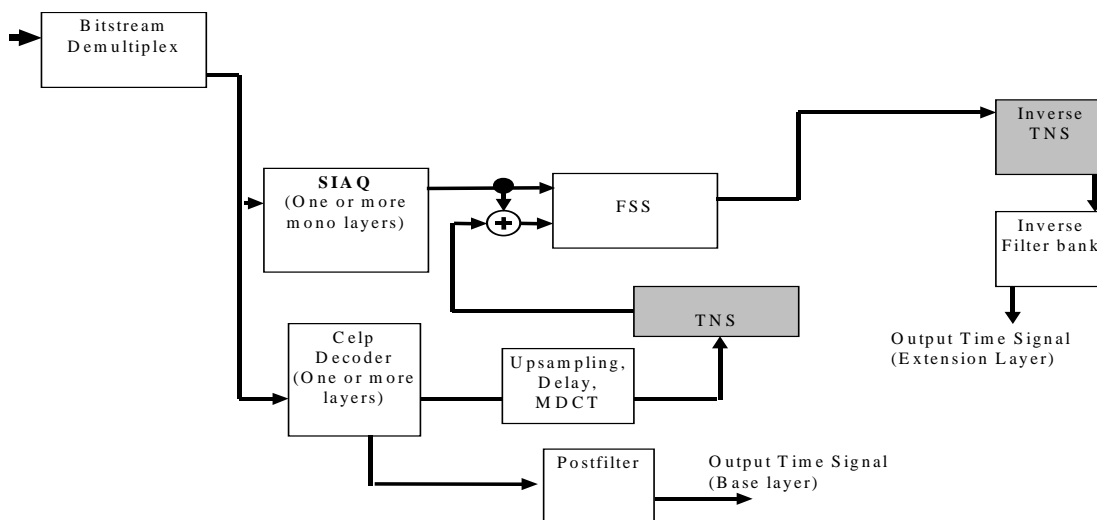 Bitstream
Demultiplex
Inverse
TNS
SIAQ
(One or more
mono layers)
FSS
+
Inverse
Filter bank
TNS
Output Time Signal
(Extension Layer)
Celp
Decoder
(One or more
layers)
Upsampling,
Delay,
MDCT
Postfilter
Output Time Signal
(Base layer)